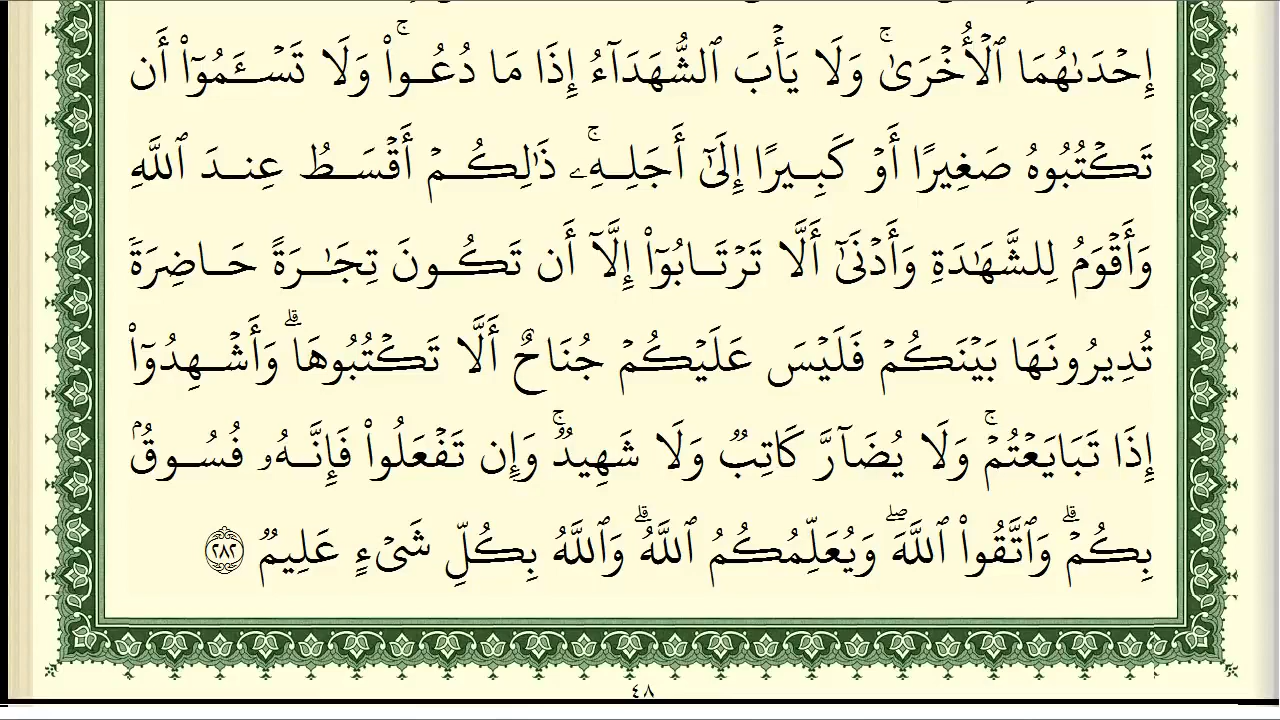 إِحْدَىٰهُمَا ٱلْأُخْرَىٰ ۚ وَلَا يَأْبَ ٱلشُّهَدَآءُ إِذَا مَا دُعُوا۟ ۚ وَلَا تَسْـَٔمُوٓا۟ أَن
تَكْتُبُوهُ صَغِيرًا أَوْ كَبِيرًا إِلَىٰٓ أَجَلِهِۦ ۚ ذَٰلِكُمْ أَقْسَطُ عِندَ ٱللَّهِ
وَأَقْوَمُ لِلشَّهَـٰدَةِ وَأَدْنَىٰٓ أَلَّا تَرْتَابُوٓا۟ إِلَّآ أَن تَكُونَ تِجَـٰرَةً حَاضِرَةً
تُدِيرُونَهَا بَيْنَكُمْ فَلَيْسَ عَلَيْكُمْ جُنَاحٌ أَلَّا تَكْتُبُوهَا ۗ وَأَشْهِدُوٓا۟
إِذَا تَبَايَعْتُمْ ۚ وَلَا يُضَآرَّ كَاتِبٌ وَلَا شَهِيدٌ ۚ وَإِن تَفْعَلُوا۟ فَإِنَّهُۥ فُسُوقٌۢ
بِكُمْ ۗ وَٱتَّقُوا۟ ٱللَّهَ ۖ وَيُعَلِّمُكُمُ ٱللَّهُ ۗ وَٱللَّهُ بِكُلِّ شَىْءٍ عَلِيمٌ ٢٨٢
٤٨